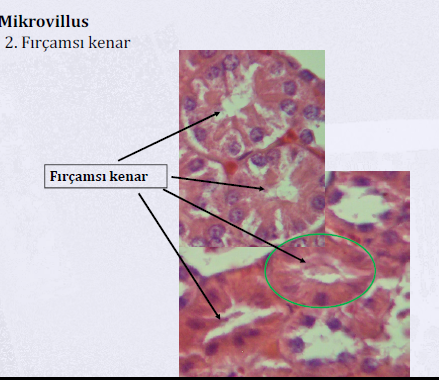 Mikrovillus
2. Fırçamsı kenar
Fırçamsı kenar